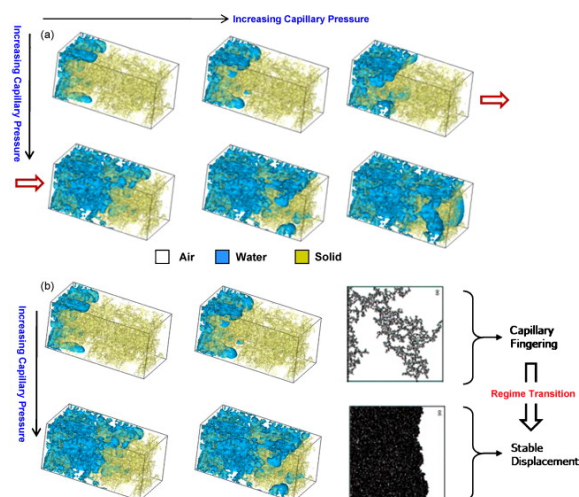 Increasing Capillary Pressure
(a)
Increasing Capillary Pressure
Air
Water
Solid
(b)
Increasing Capillary Pressure
Capillary
Fingering
Regime Transition
Stable
Displacement